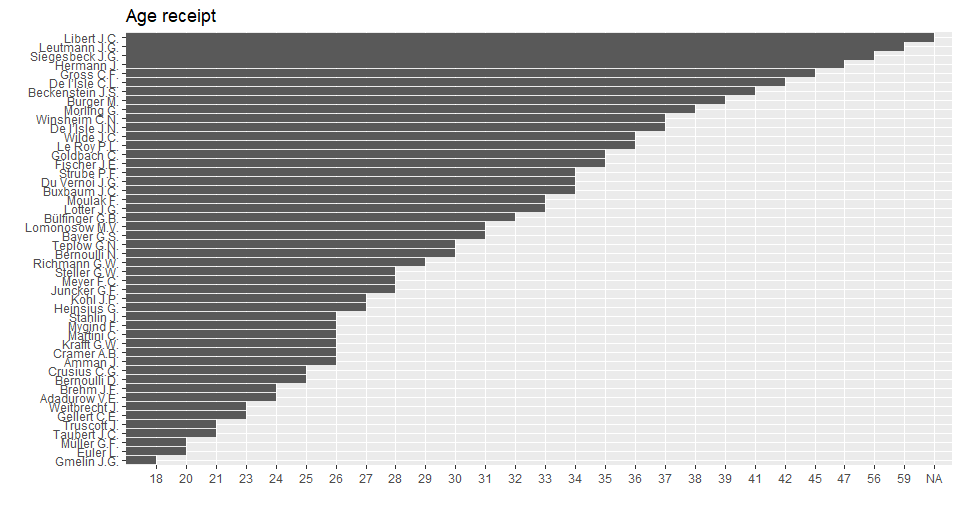 Age receipt
Libert J.C.
Leutmann J.G.
Siegesbeck J.G.
Hermann J.
Gross C.F.
De l'Isle C.L.
Beckenstein J.S.
Burger M.
Morling G.
Winsheim C.N.
De l'Isle J.N.
Wilde J.C.
Le Roy P.L.
Goldbach C.
Fischer J.E.
Strube P.F.
Du Vernoi J.G.
Buxbaum J.C.
Moulak F.
Lotter J.G.
Bülfinger G.B.
Lomonosow M.V.
Bayer G.S.
Teplow G.N.
Bernoulli N.
Richmann G.W.
Steller G.W.
Meyer F.C.
Juncker G.F.
Kohl J.P.
Heinsius G.
Stählin J.
Mygind F.
Martini C.
Krafft G.W.
Cramer A.B.
Amman J.
Crusius C.G.
Bernoulli D.
Brehm J.F.
Adadurow V.E.
Weitbrecht J.
Gellert C.E.
Truscott J.
Taubert J.C.
Müller G.F.
Euler L.
Gmelin J.G.
18 20 21 23 24 25 26 27 28 29 30 31 32 33 34 35 36 37 38 39 41 42 45 47 56 59 NA